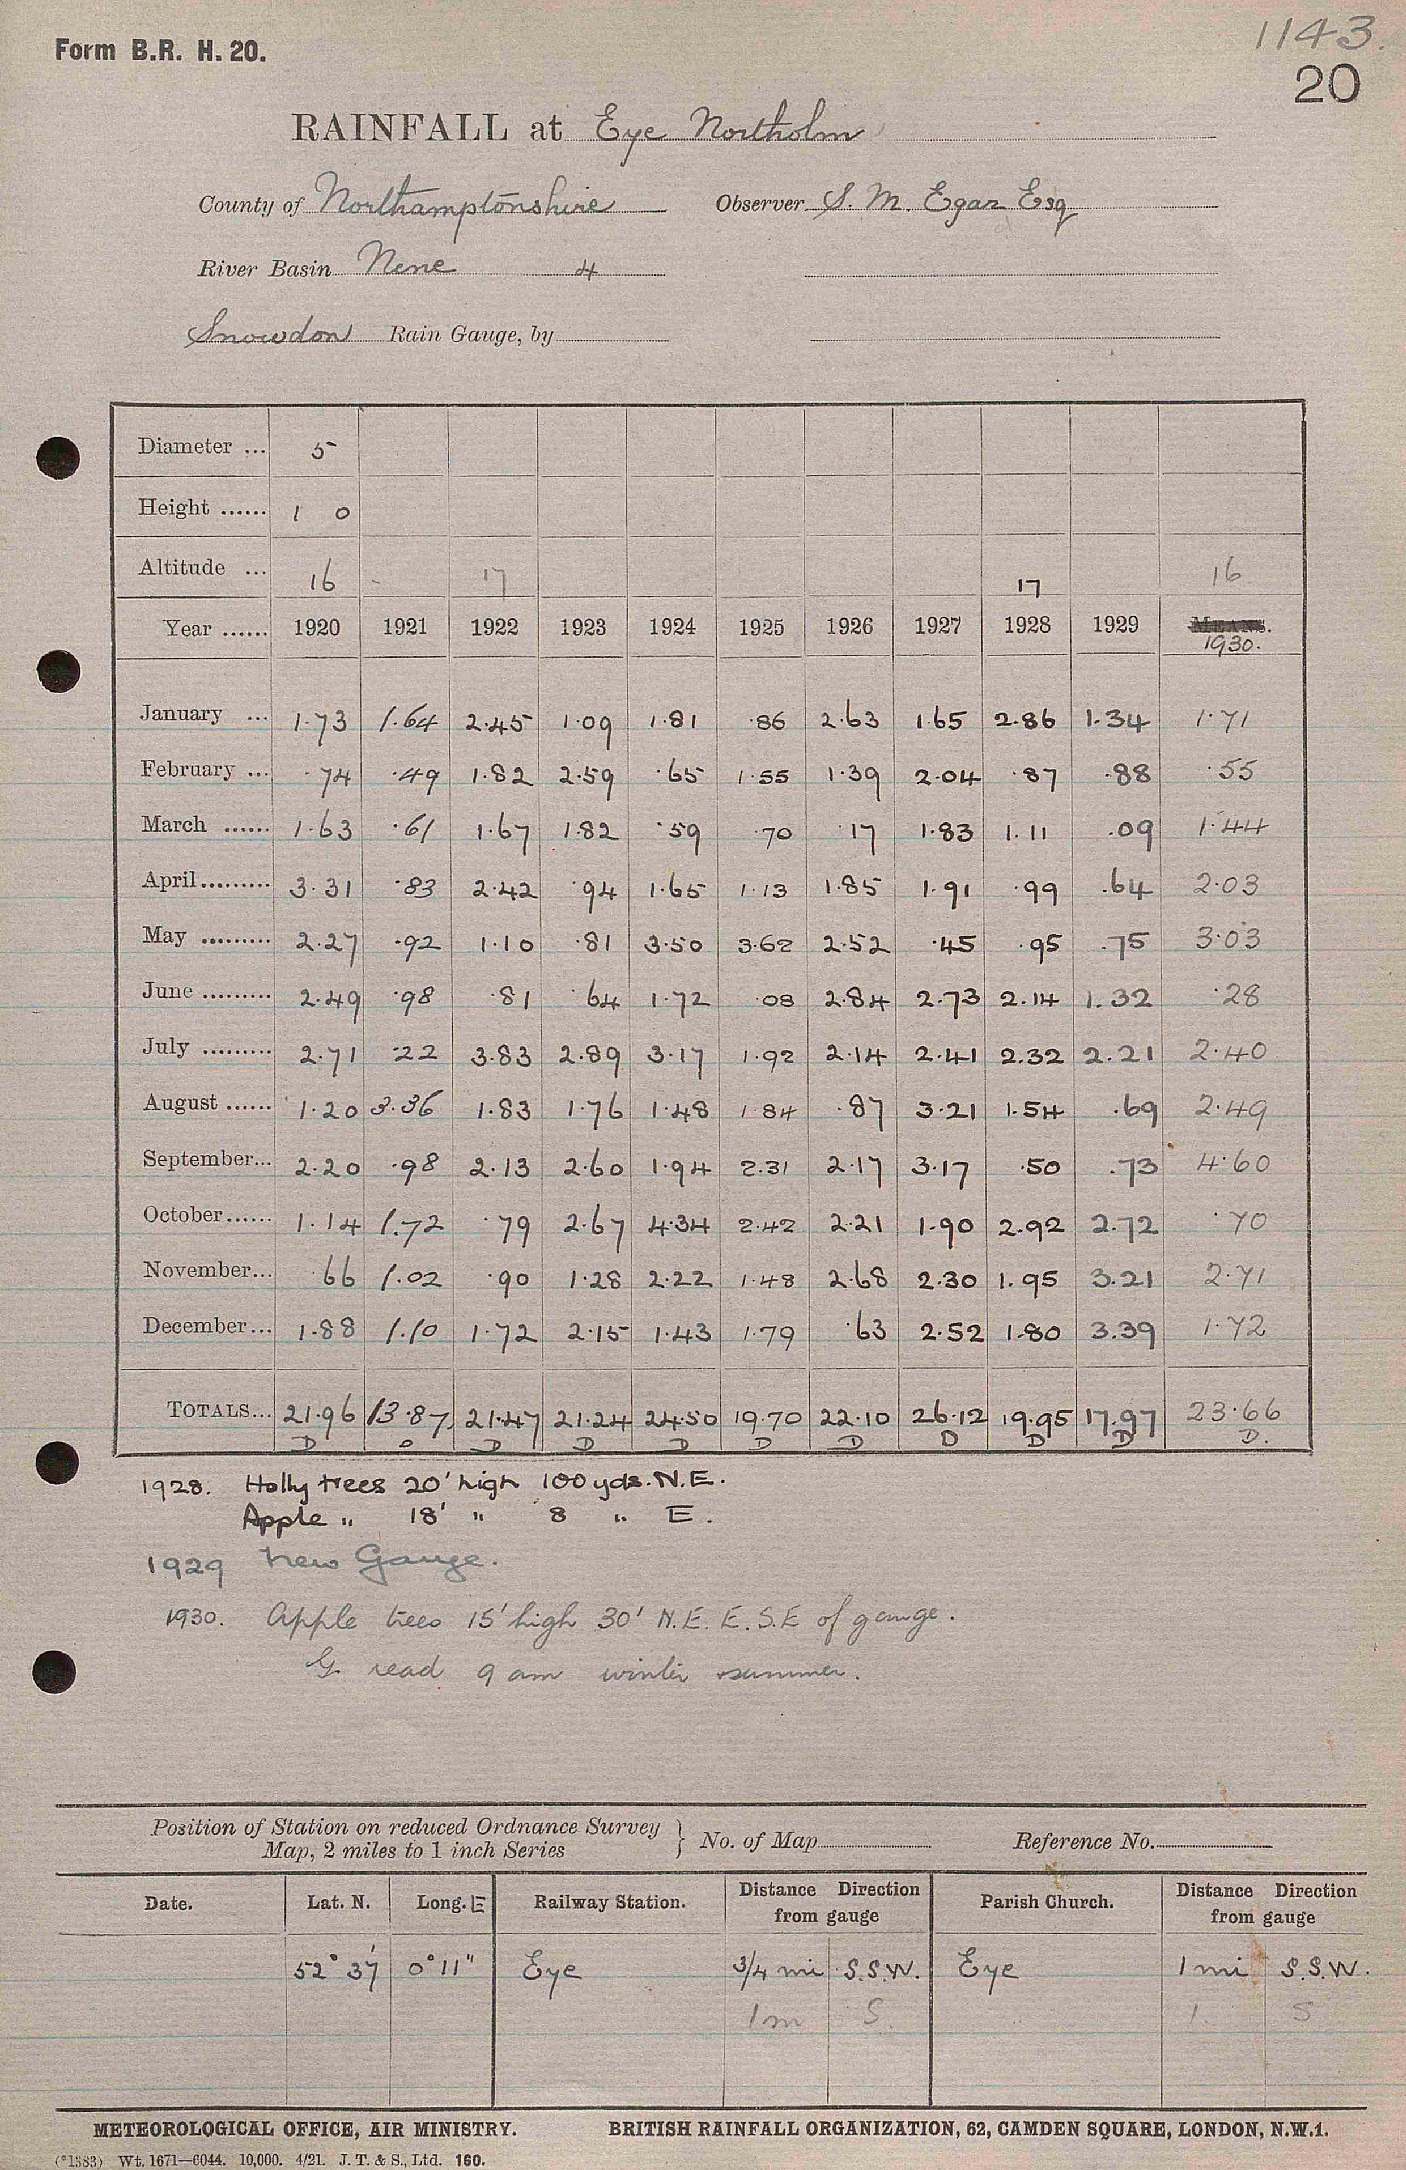 Form B.R. H. 20.
1143.
20
RAINFALL at Eye Northolm
County of Northamptonshire Observer S. M. Egar Esq
River Basin Nene 4
Snowdon Rain Gauge, by
Diameter ... 5
Height ...... 1 0
Altitude ... 16 - 17 17 16
Year ...... 1920 1921 1922 1923 1924 1925 1926 1927 1928 1929 MEANS. 1930.
January ... 1.73 1.64 2.45 1.09 1.81 .86 2.63 1.65 2.86 1.34 1.71
February ... .74 .49 1.82 2.59 .65 1.55 1.39 2.04 .87 .88 .55
March ...... 1.63 .61 1.67 1.82 .59 .70 .17 1.83 1.11 .09 1.44
April......... 3.31 .83 2.42 .94 1.65 1.13 1.85 1.91 .99 .64 2.03
May ......... 2.27 .92 1.10 .81 3.50 3.62 2.52 .45 .95 .75 3.03
June ......... 2.49 .98 .81 .64 1.72 .08 2.84 2.73 2.14 1.32 .28
July ......... 2.71 .22 3.83 2.89 3.17 1.92 2.14 2.41 2.32 2.21 2.40
August ...... 1.20 3.36 1.83 1.76 1.48 1.84 .87 3.21 1.54 .69 2.49
September... 2.20 .98 2.13 2.60 1.94 2.31 2.17 3.17 .50 .73 4.60
October...... 1.14 1.72 .79 2.67 4.34 2.42 2.21 1.90 2.92 2.72 .70
November... .66 1.02 .90 1.28 2.22 1.48 2.68 2.30 1.95 3.21 2.71
December... 1.88 1.10 1.72 2.15 1.43 1.79 .63 2.52 1.80 3.39 1.72
TOTALS... 21.96 13.87 21.47 21.24 24.50 19.70 22.10 26.12 19.95 17.97 23.66
D D D D D D D D D D D.
1928. Holly trees 20' high 100 yds. N.E.
Apple " 18' " 8 " E.
1929 New Gauge.
1930. Apple trees 15' high 30' N.E. E. S.E of gauge.
G. read 9 am winter + summer.
Position of Station on reduced Ordnance Survey
Map, 2 miles to 1 inch Series } No. of Map Reference No.
Date. Lat. N. Long. E Railway Station. Distance Direction from gauge Parish Church. Distance Direction from gauge
52° 37' 0° 11" Eye 3/4 mi S.S.W. Eye 1 mi S.S.W.
1 m S. 1. S
METEOROLOGICAL OFFICE, AIR MINISTRY. BRITISH RAINFALL ORGANIZATION, 62, CAMDEN SQUARE, LONDON, N.W.1.
(*1383) Wt. 1671—6044. 10,000. 4/21. J. T. & S., Ltd. 160.